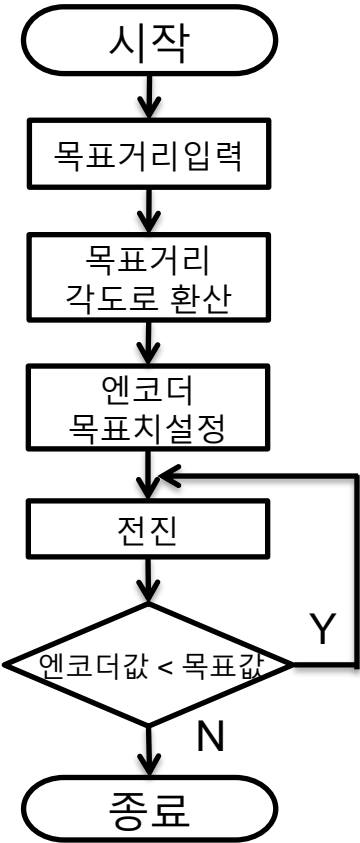 시작
목표거리입력
목표거리
각도로 환산
엔코더
목표치설정
전진
엔코더값 < 목표값
Y
N
종료